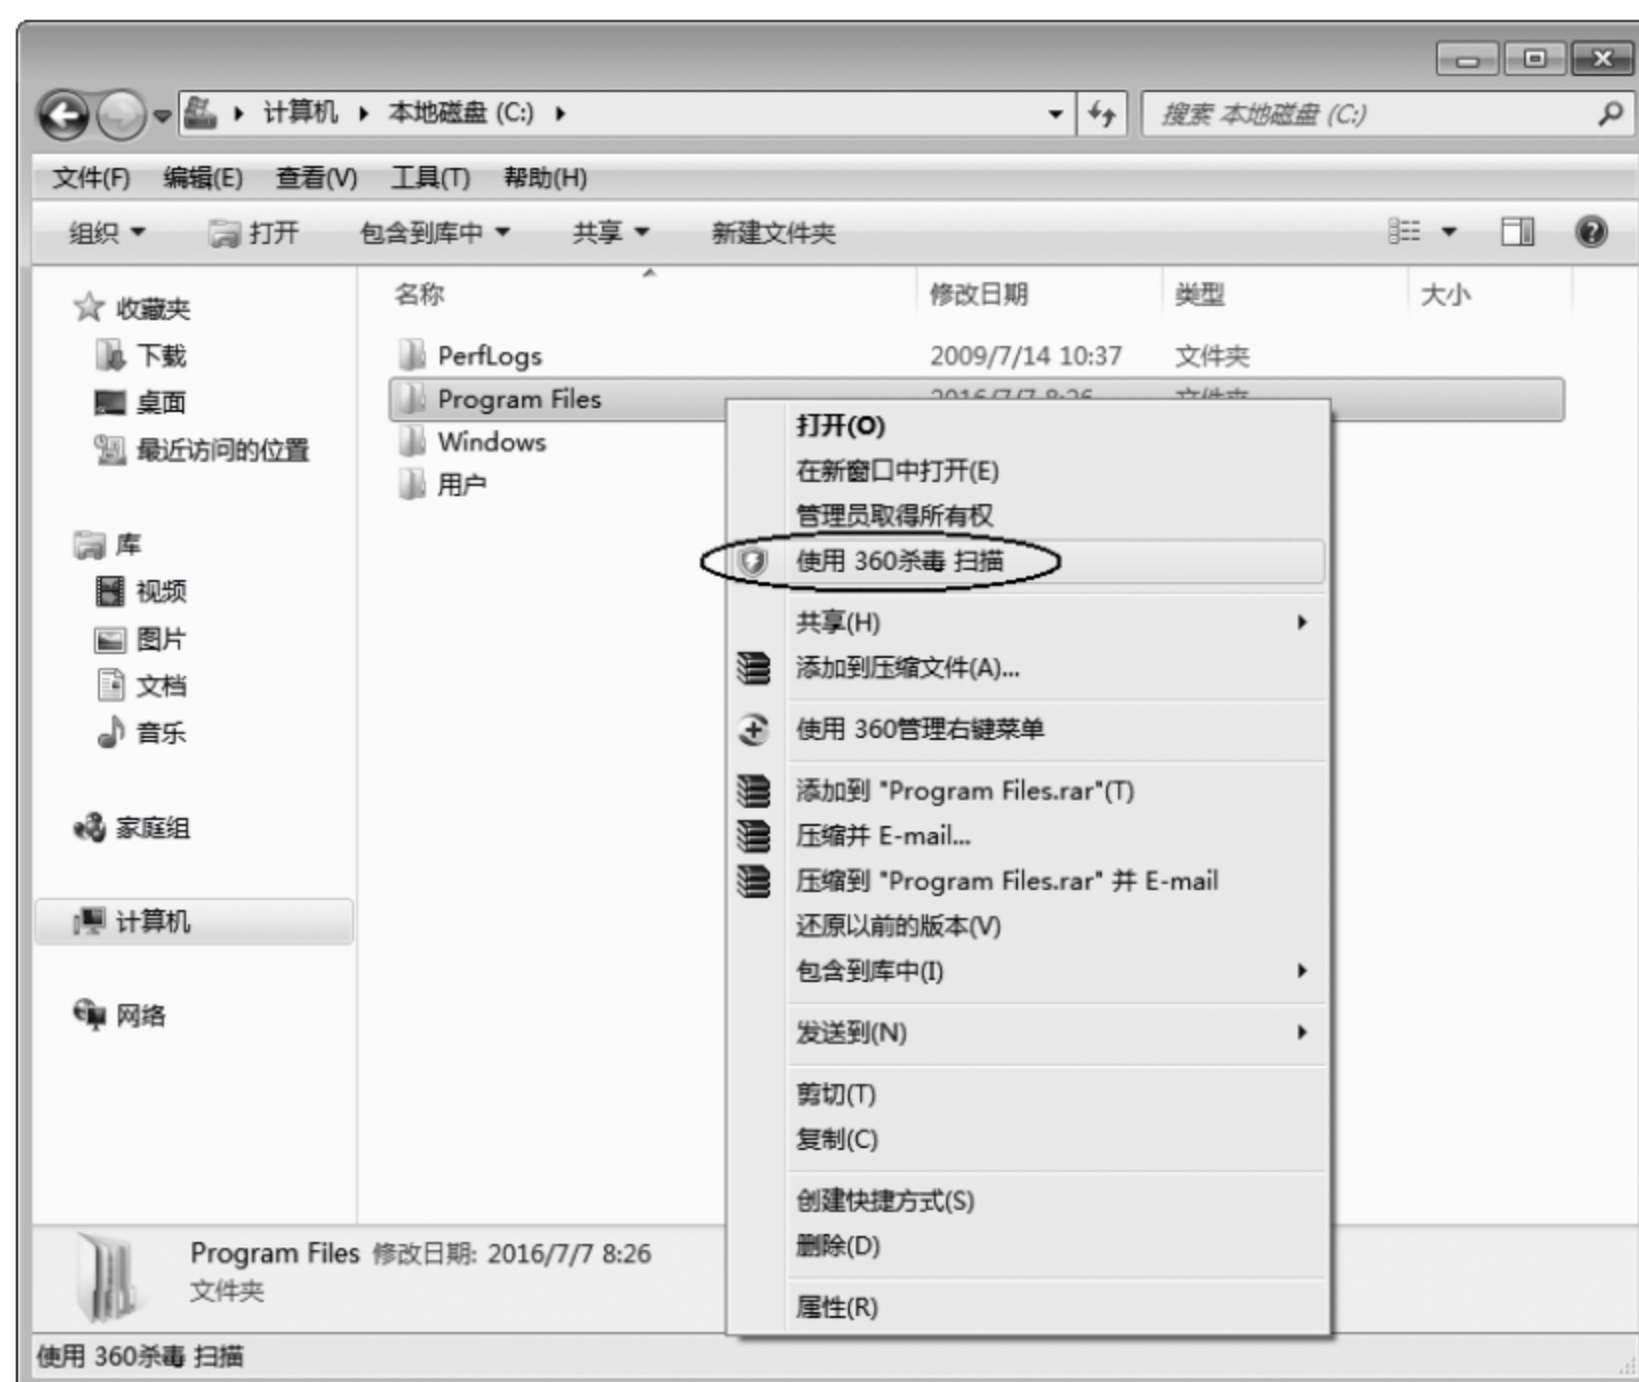 计算机 本地磁盘 (C:) 搜索 本地磁盘 (C:)
文件(F) 编辑(E) 查看(V) 工具(T) 帮助(H)
组织 打开 包含到库中 共享 新建文件夹
收藏夹
下载
桌面
最近访问的位置
库
视频
图片
文档
音乐
家庭组
计算机
网络
名称 修改日期 类型 大小
PerfLogs 2009/7/14 10:37 文件夹
Program Files 2016/7/7 8:26 文件夹
Windows
用户
打开(O)
在新窗口中打开(E)
管理员取得所有权
使用 360杀毒 扫描
共享(H)
添加到压缩文件(A)...
使用 360管理右键菜单
添加到 "Program Files.rar"(T)
压缩并 E-mail...
压缩到 "Program Files.rar" 并 E-mail
还原以前的版本(V)
包含到库中(I)
发送到(N)
剪切(T)
复制(C)
创建快捷方式(S)
删除(D)
属性(R)
Program Files 修改日期: 2016/7/7 8:26
文件夹
使用 360杀毒 扫描